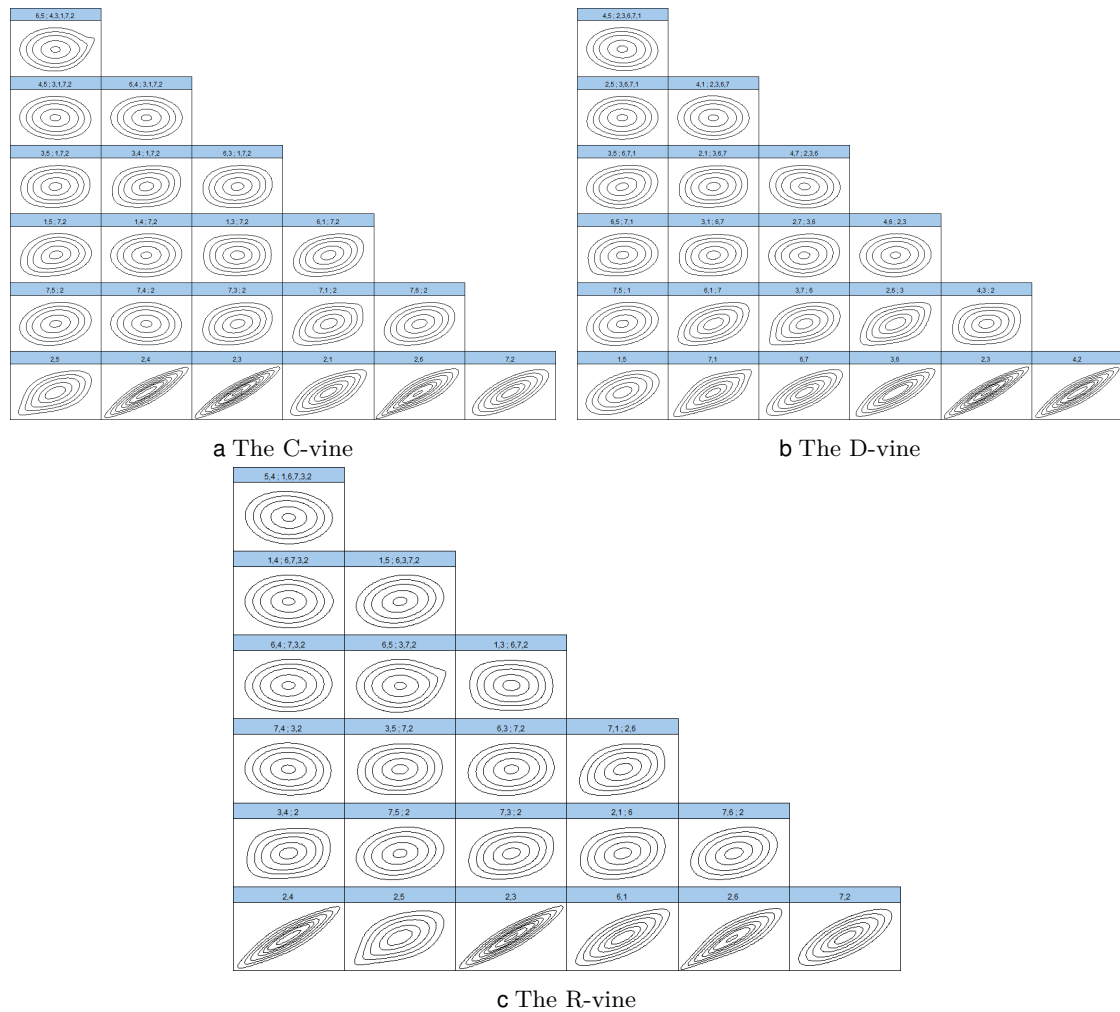 6,5 ; 4,3,1,7,2
4,5 ; 3,1,7,2 6,4 ; 3,1,7,2
3,5 ; 1,7,2 3,4 ; 1,7,2 6,3 ; 1,7,2
1,5 ; 7,2 1,4 ; 7,2 1,3 ; 7,2 6,1 ; 7,2
7,5 ; 2 7,4 ; 2 7,3 ; 2 7,1 ; 2 7,6 ; 2
2,5 2,4 2,3 2,1 2,6 7,2
a The C-vine
4,5 ; 2,3,6,7,1
2,5 ; 3,6,7,1 4,1 ; 2,3,6,7
3,5 ; 6,7,1 2,1 ; 3,6,7 4,7 ; 2,3,6
6,5 ; 7,1 3,1 ; 6,7 2,7 ; 3,6 4,6 ; 2,3
7,5 ; 1 6,1 ; 7 3,7 ; 6 2,6 ; 3 4,3 ; 2
1,5 7,1 6,7 3,6 2,3 4,2
b The D-vine
5,4 ; 1,6,7,3,2
1,4 ; 6,7,3,2 1,5 ; 6,3,7,2
6,4 ; 7,3,2 6,5 ; 3,7,2 1,3 ; 6,7,2
7,4 ; 3,2 3,5 ; 7,2 6,3 ; 7,2 7,1 ; 2,6
3,4 ; 2 7,5 ; 2 7,3 ; 2 2,1 ; 6 7,6 ; 2
2,4 2,5 2,3 6,1 2,6 7,2
c The R-vine